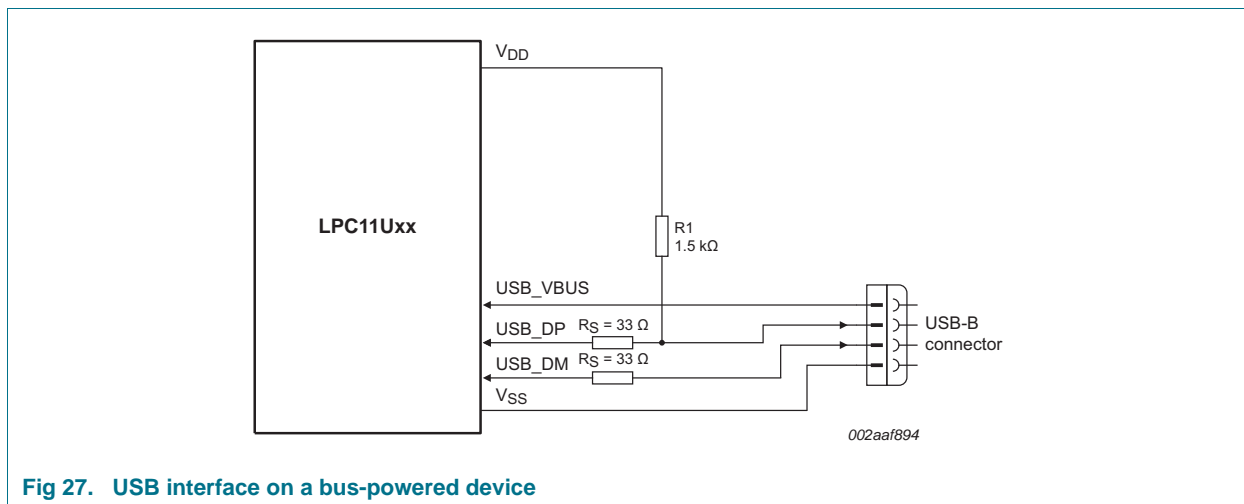 VDD
LPC11Uxx
R1
1.5 kΩ
USB_VBUS
USB_DP RS = 33 Ω
USB-B
connector
USB_DM RS = 33 Ω
VSS
002aaf894
Fig 27. USB interface on a bus-powered device